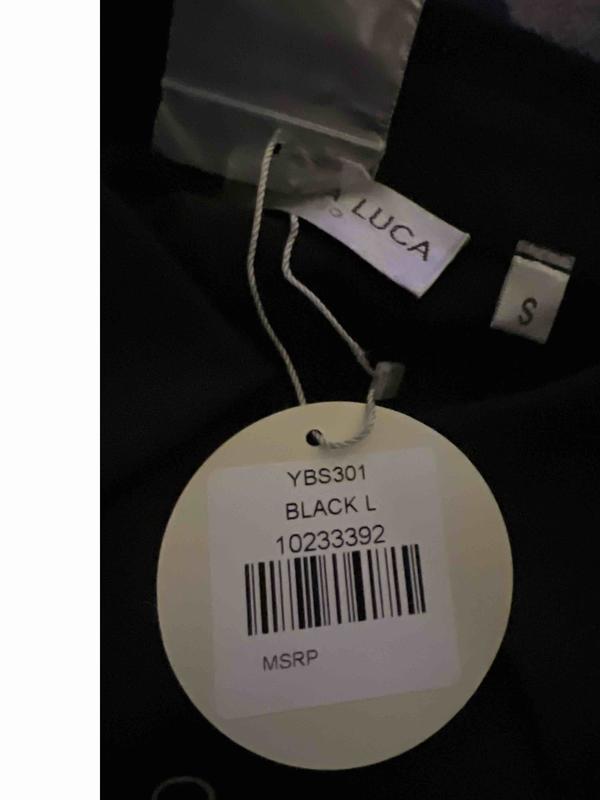 LUCA
S
YBS301
BLACK L
10233392
MSRP